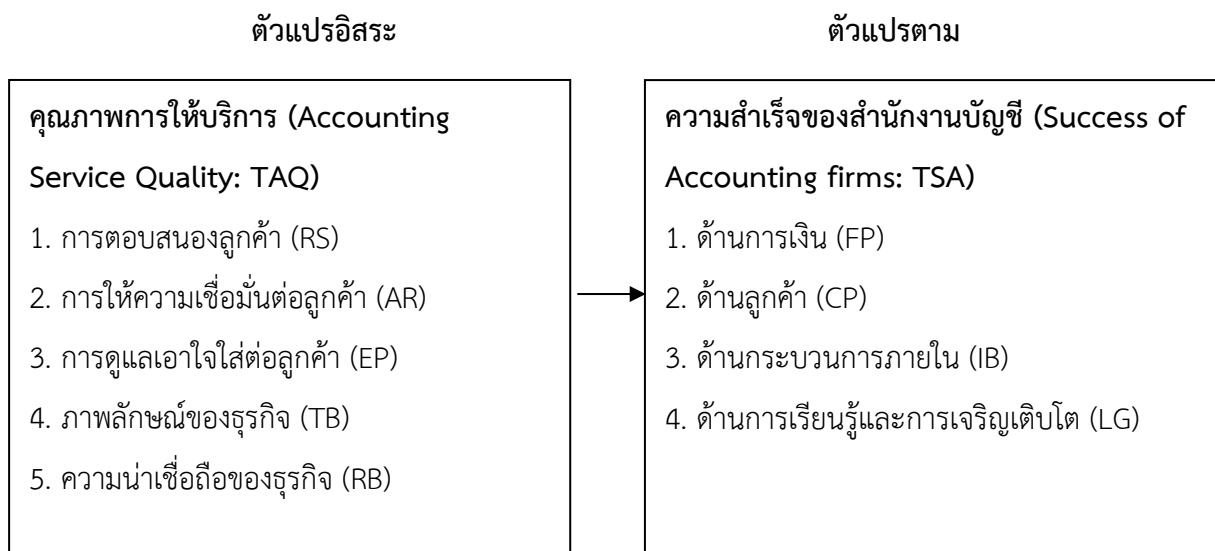 ตัวแปรอิสระ
ตัวแปรตาม
คุณภาพการให้บริการ (Accounting
Service Quality: TAQ)
1. การตอบสนองลูกค้า (RS)
2. การให้ความเชื่อมั่นต่อลูกค้า (AR)
3. การดูแลเอาใจใส่ต่อลูกค้า (EP)
4. ภาพลักษณ์ของธุรกิจ (TB)
5. ความน่าเชื่อถือของธุรกิจ (RB)
ความสำเร็จของสำนักงานบัญชี (Success of
Accounting firms: TSA)
1. ด้านการเงิน (FP)
2. ด้านลูกค้า (CP)
3. ด้านกระบวนการภายใน (IB)
4. ด้านการเรียนรู้และการเจริญเติบโต (LG)